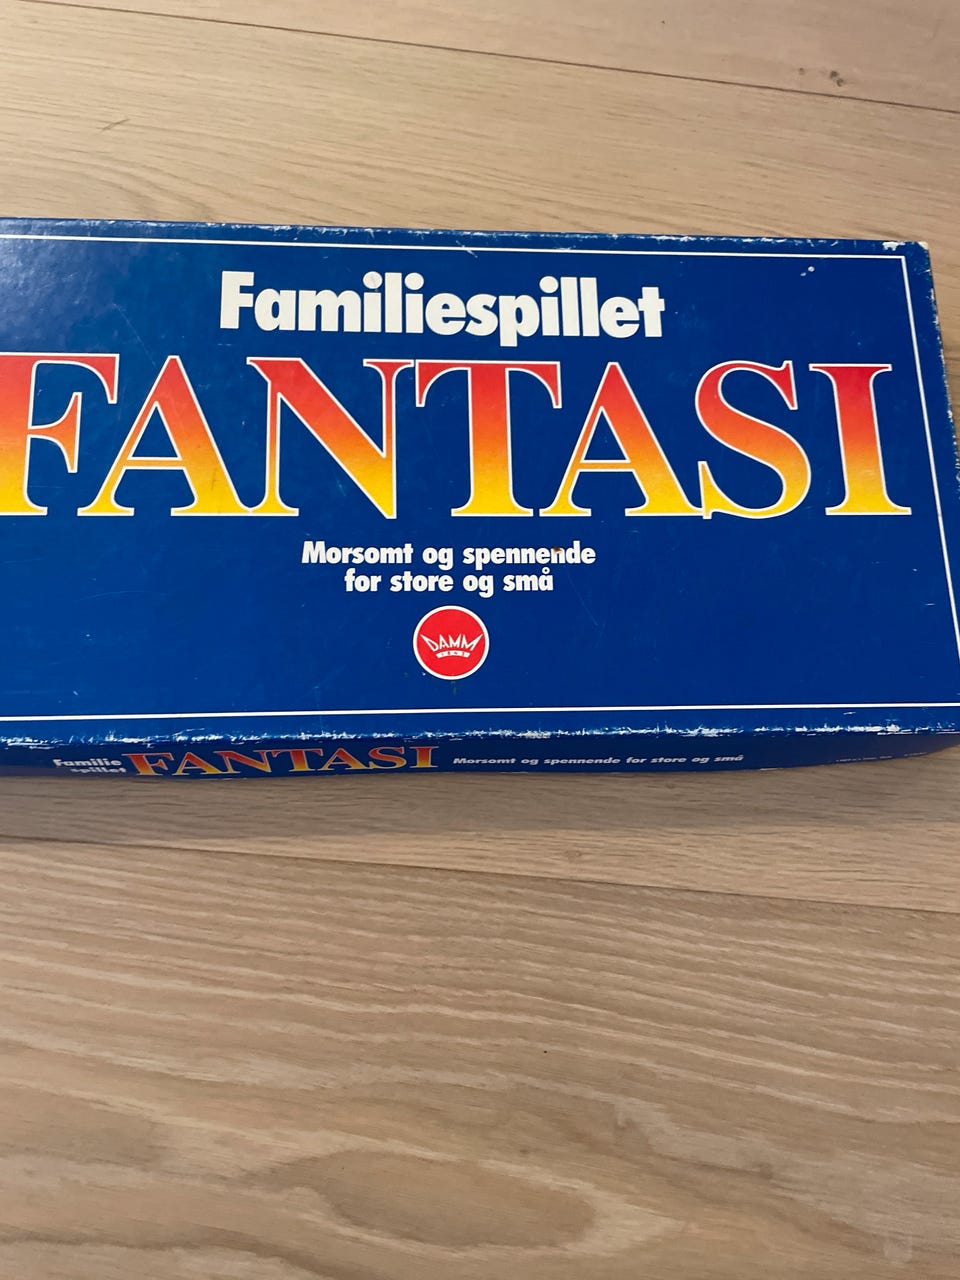 Familiespillet
FANTASI
Morsomt og spennende
for store og små
DAMM
1843
Familie
spillet
FANTASI
Morsomt og spennende for store og små